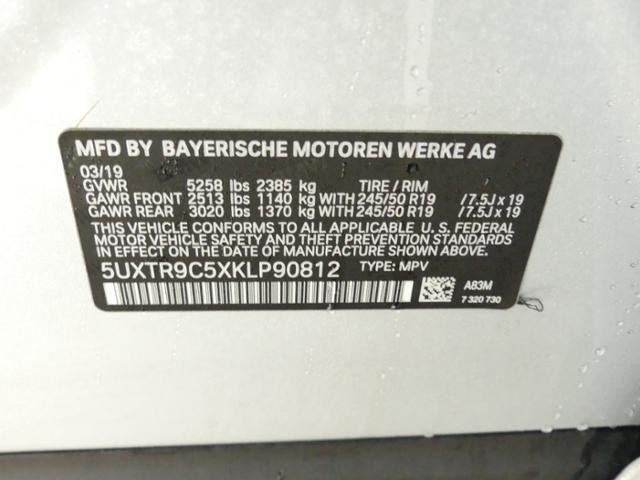 MFD BY BAYERISCHE MOTOREN WERKE AG
03/19
GVWR 5258 lbs 2385 kg TIRE / RIM
GAWR FRONT 2513 lbs 1140 kg WITH 245/50 R19 / 7.5J x 19
GAWR REAR 3020 lbs 1370 kg WITH 245/50 R19 / 7.5J x 19
THIS VEHICLE CONFORMS TO ALL APPLICABLE U. S. FEDERAL
MOTOR VEHICLE SAFETY AND THEFT PREVENTION STANDARDS
IN EFFECT ON THE DATE OF MANUFACTURE SHOWN ABOVE.
5UXTR9C5XKLP90812 TYPE: MPV
A83M
7 320 730